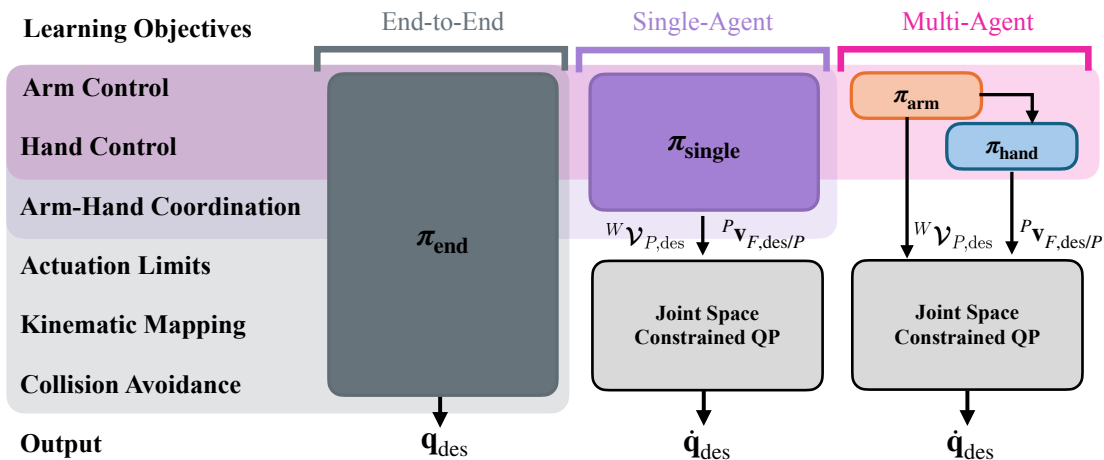 Learning Objectives
End-to-End
Single-Agent
Multi-Agent
Arm Control
Hand Control
Arm-Hand Coordination
Actuation Limits
Kinematic Mapping
Collision Avoidance
Output
π_end
q_des
π_single
^W 𝒱_P,des
^P v_F,des/P
Joint Space
Constrained QP
q̇_des
π_arm
π_hand
^W 𝒱_P,des
^P v_F,des/P
Joint Space
Constrained QP
q̇_des